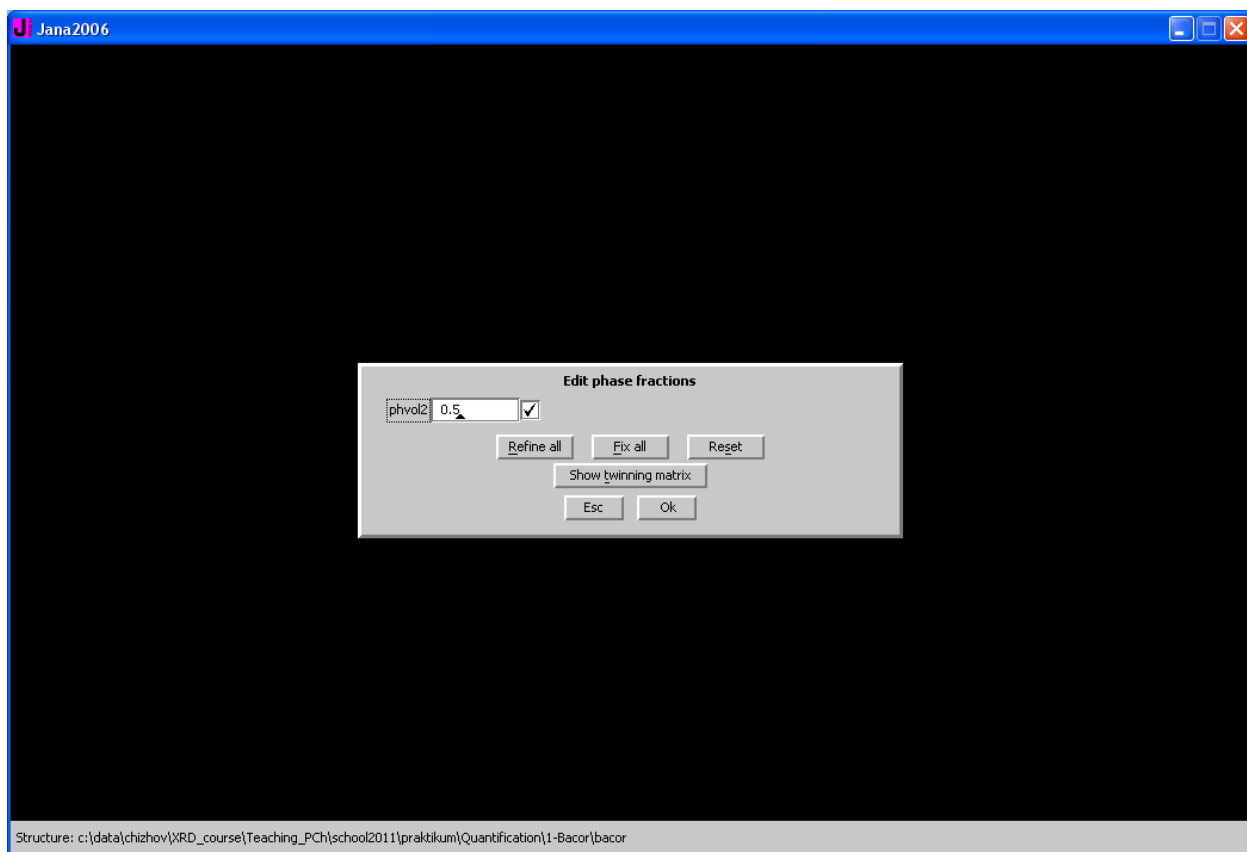 Jana2006
Edit phase fractions
phvol2 0.5
Refine all Fix all Reset
Show twinning matrix
Esc Ok
Structure: c:\data\chizhov\XRD_course\Teaching_PCh\school2011\praktikum\Quantification\1-Bacor\bacor